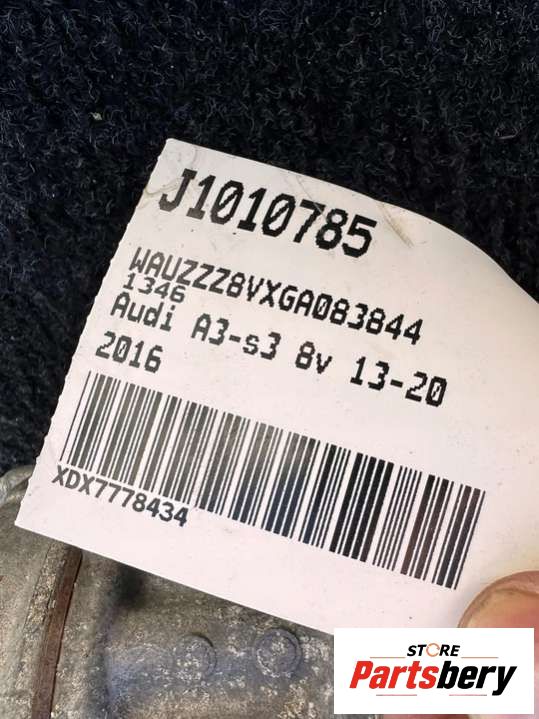 J1010785
WAUZZZ8VXGA083844
1346
Audi A3-s3 8v 13-20
2016
XDX7778434
STORE
Partsbery